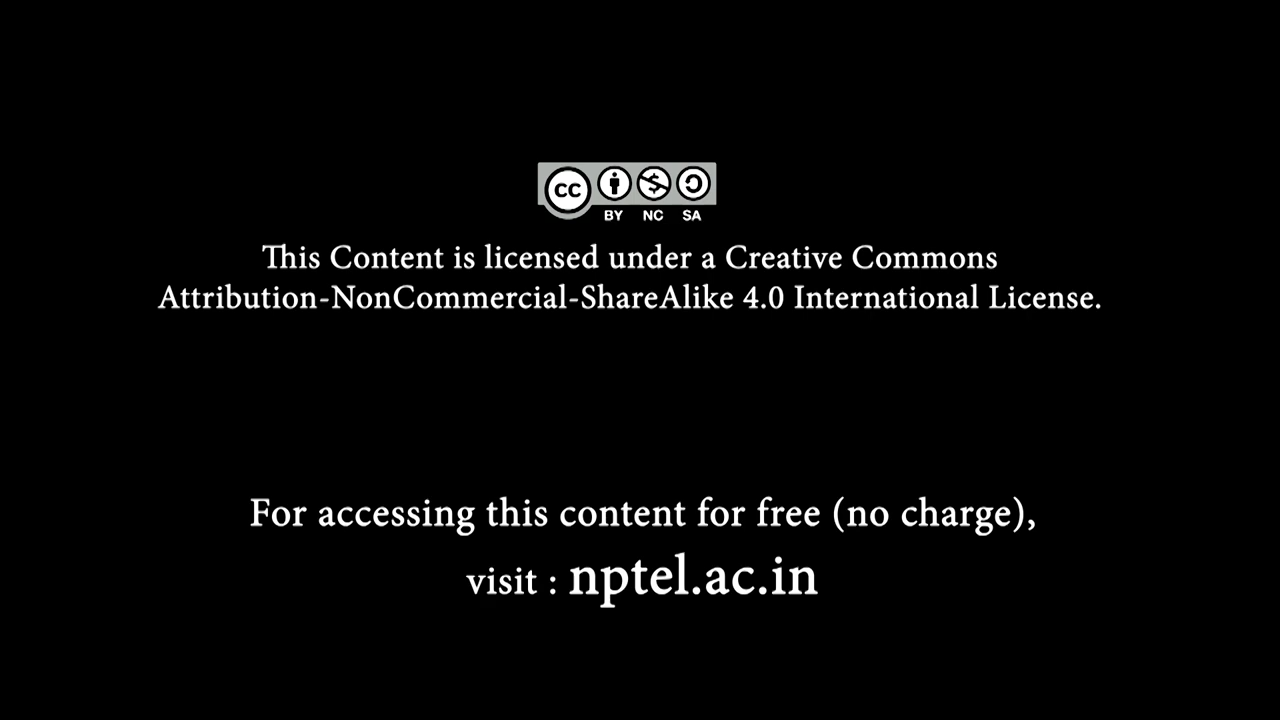 CC
BY NC SA
This Content is licensed under a Creative Commons
Attribution-NonCommercial-ShareAlike 4.0 International License.
For accessing this content for free (no charge),
visit : nptel.ac.in